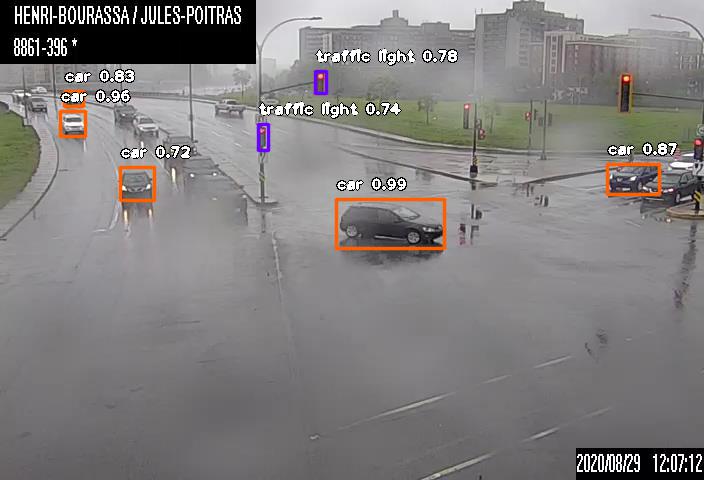 HENRI-BOURASSA / JULES-POITRAS
8861-396 *
traffic light 0.78
car 0.83
car 0.96
traffic light 0.74
car 0.72
car 0.87
car 0.99
2020/08/29 12:07:12